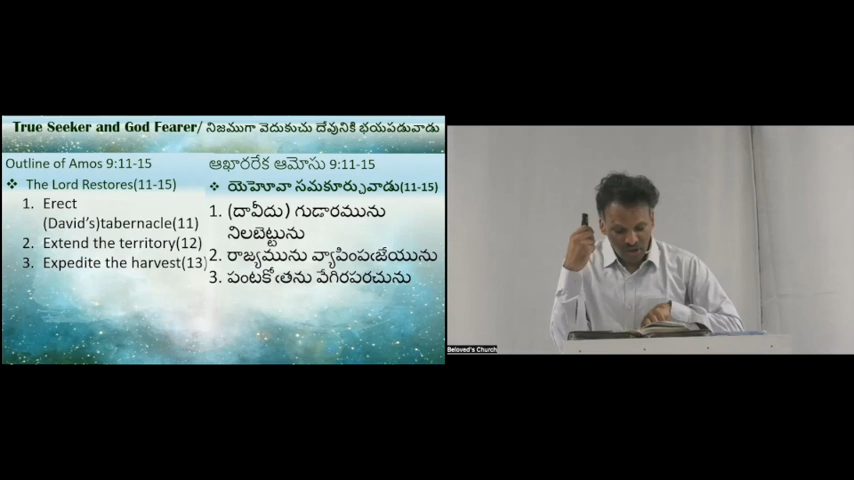 True Seeker and God Fearer/ నిజముగా వెదుకుచు దేవునికి భయపడువాడు
Outline of Amos 9:11-15
❖ The Lord Restores(11-15)
1. Erect
(David's)tabernacle(11)
2. Extend the territory(12)
3. Expedite the harvest(13)
ఆఖారరేక ఆమోసు 9:11-15
❖ యెహోవా సమకూర్చువాడు(11-15)
1. (దావీదు) గుడారమును
నిలబెట్టును
2. రాజ్యమును వ్యాపింపఁజేయును
3. పంటకోఁతను వేగిరపరచును
Beloved's Church